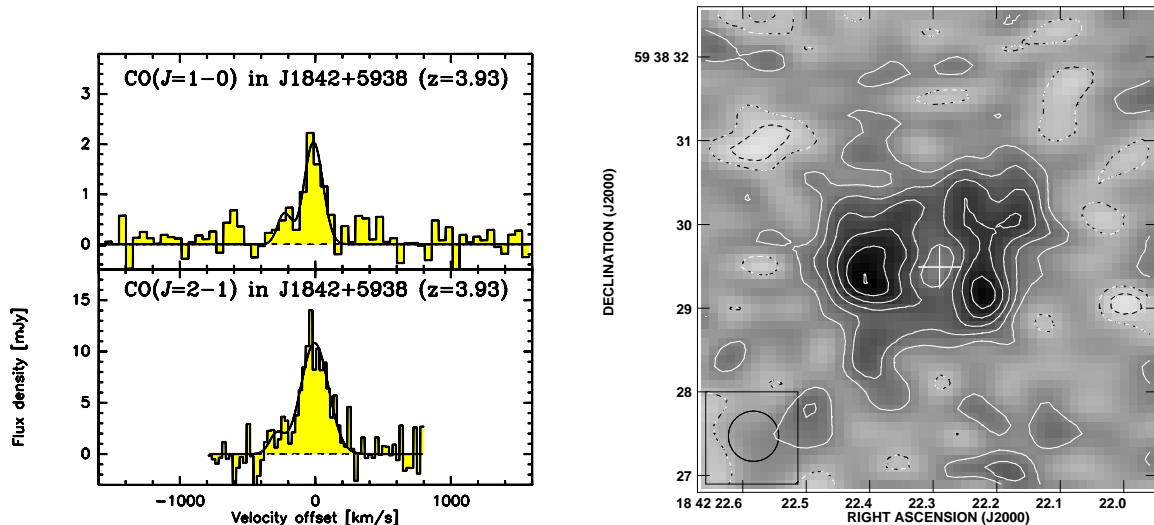 CO(J=1−0) in J1842+5938 (z=3.93)
3
2
1
0
CO(J=2−1) in J1842+5938 (z=3.93)
15
10
5
0
Flux density [mJy]
−1000 0 1000
Velocity offset [km/s]
59 38 32
31
30
29
28
27
DECLINATION (J2000)
18 42 22.6 22.5 22.4 22.3 22.2 22.1 22.0
RIGHT ASCENSION (J2000)